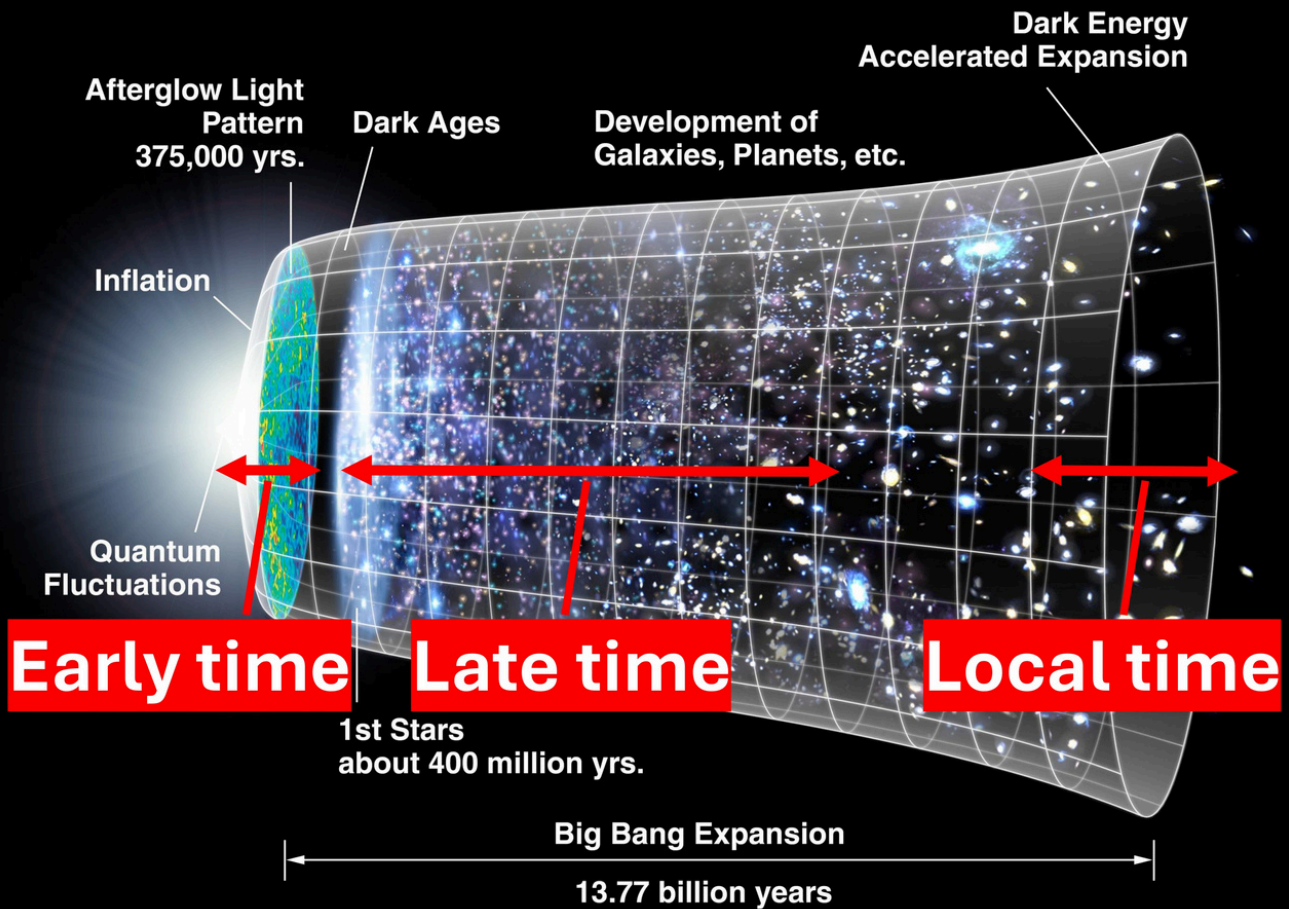 Dark Energy
Accelerated Expansion
Afterglow Light
Pattern
375,000 yrs.
Dark Ages
Development of
Galaxies, Planets, etc.
Inflation
Quantum
Fluctuations
Early time
Late time
Local time
1st Stars
about 400 million yrs.
Big Bang Expansion
13.77 billion years